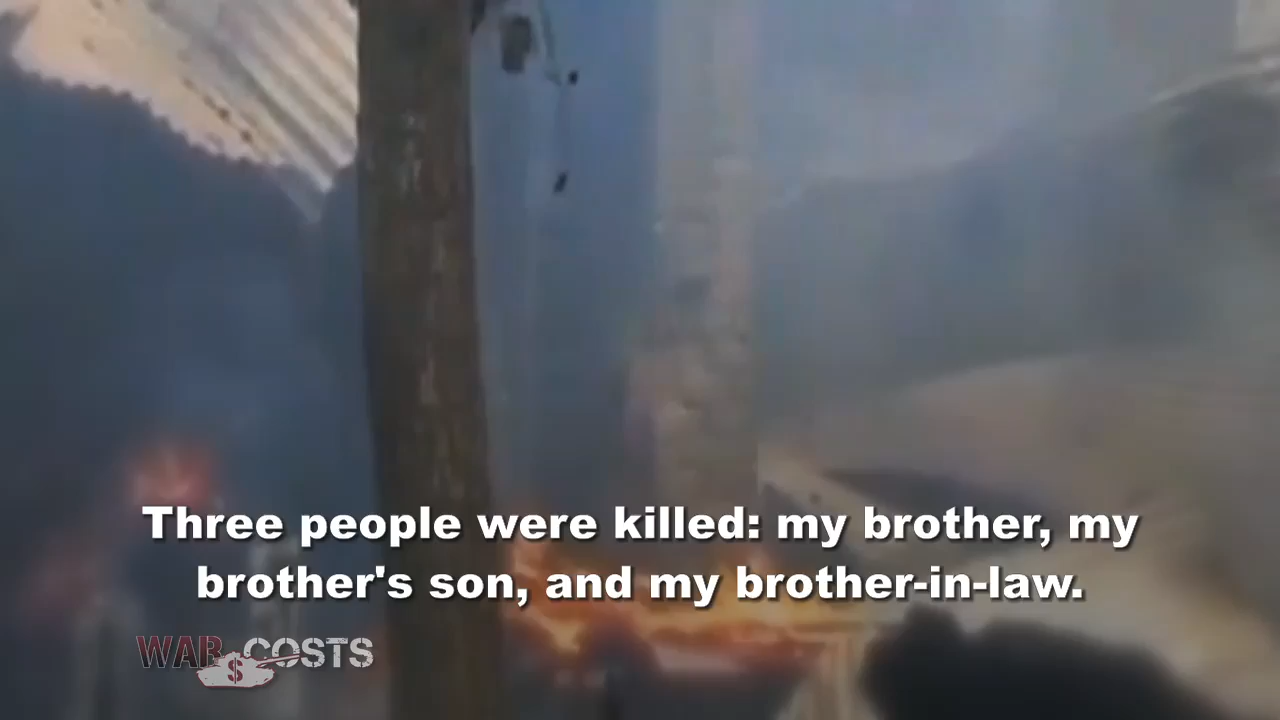 Three people were killed: my brother, my
brother's son, and my brother-in-law.
WAR COSTS
$